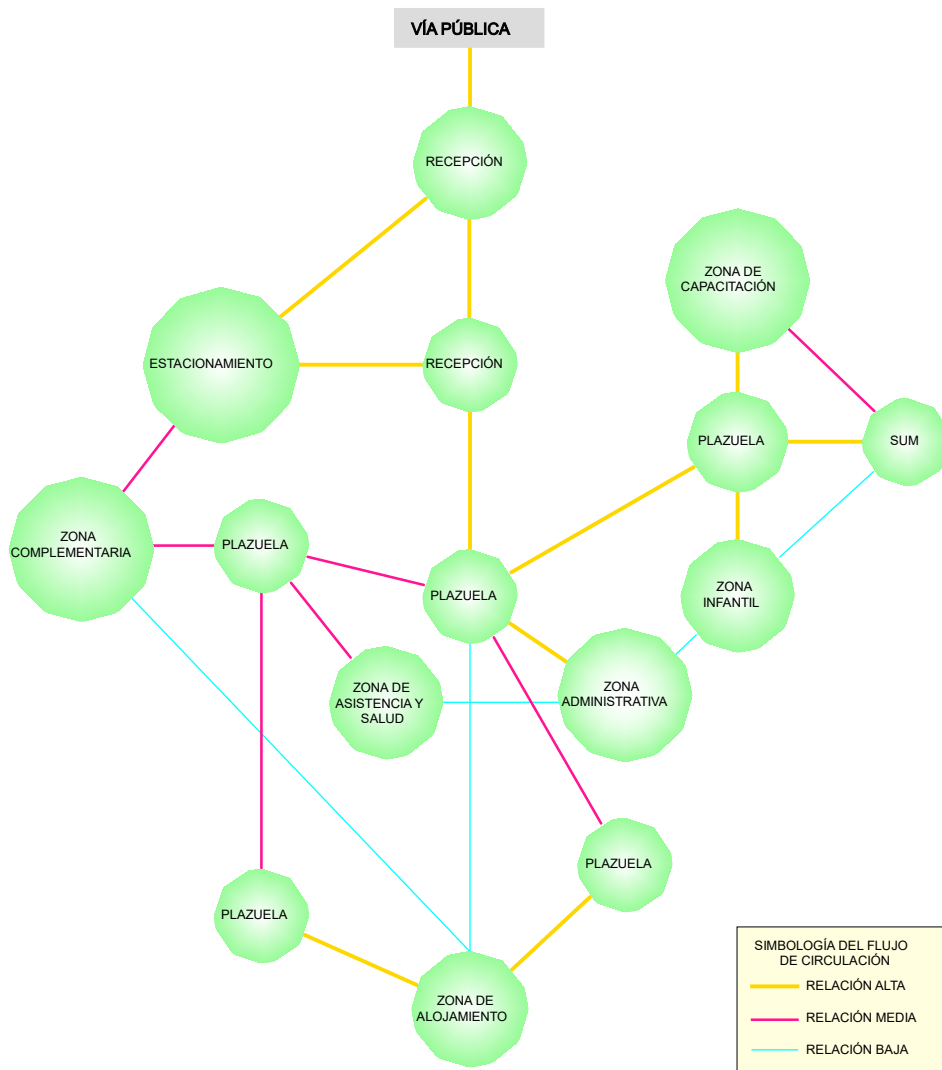 VÍA PÚBLICA
RECEPCIÓN
ZONA DE
CAPACITACIÓN
ESTACIONAMIENTO
RECEPCIÓN
PLAZUELA
SUM
ZONA
COMPLEMENTARIA
PLAZUELA
PLAZUELA
ZONA
INFANTIL
ZONA DE
ASISTENCIA Y
SALUD
ZONA
ADMINISTRATIVA
PLAZUELA
PLAZUELA
ZONA DE
ALOJAMIENTO
SIMBOLOGÍA DEL FLUJO
DE CIRCULACIÓN
RELACIÓN ALTA
RELACIÓN MEDIA
RELACIÓN BAJA